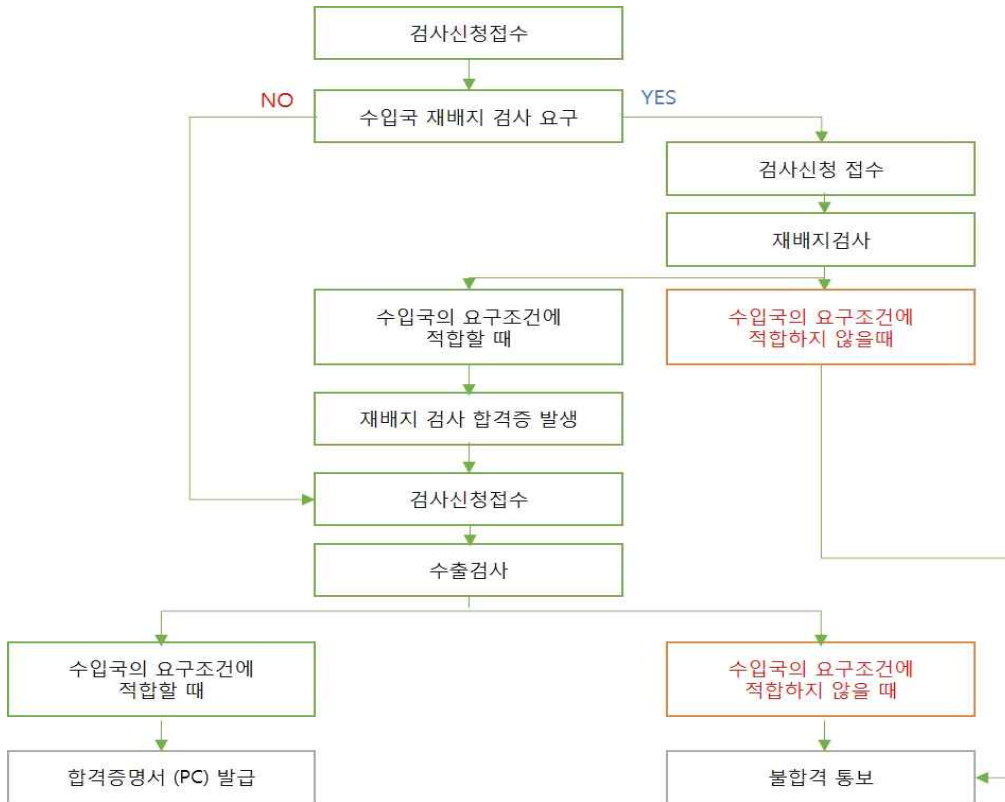 검사신청접수
NO
YES
수입국 재배지 검사 요구
검사신청 접수
재배지검사
수입국의 요구조건에
적합할 때
수입국의 요구조건에
적합하지 않을때
재배지 검사 합격증 발생
검사신청접수
수출검사
수입국의 요구조건에
적합할 때
수입국의 요구조건에
적합하지 않을 때
합격증명서 (PC) 발급
불합격 통보